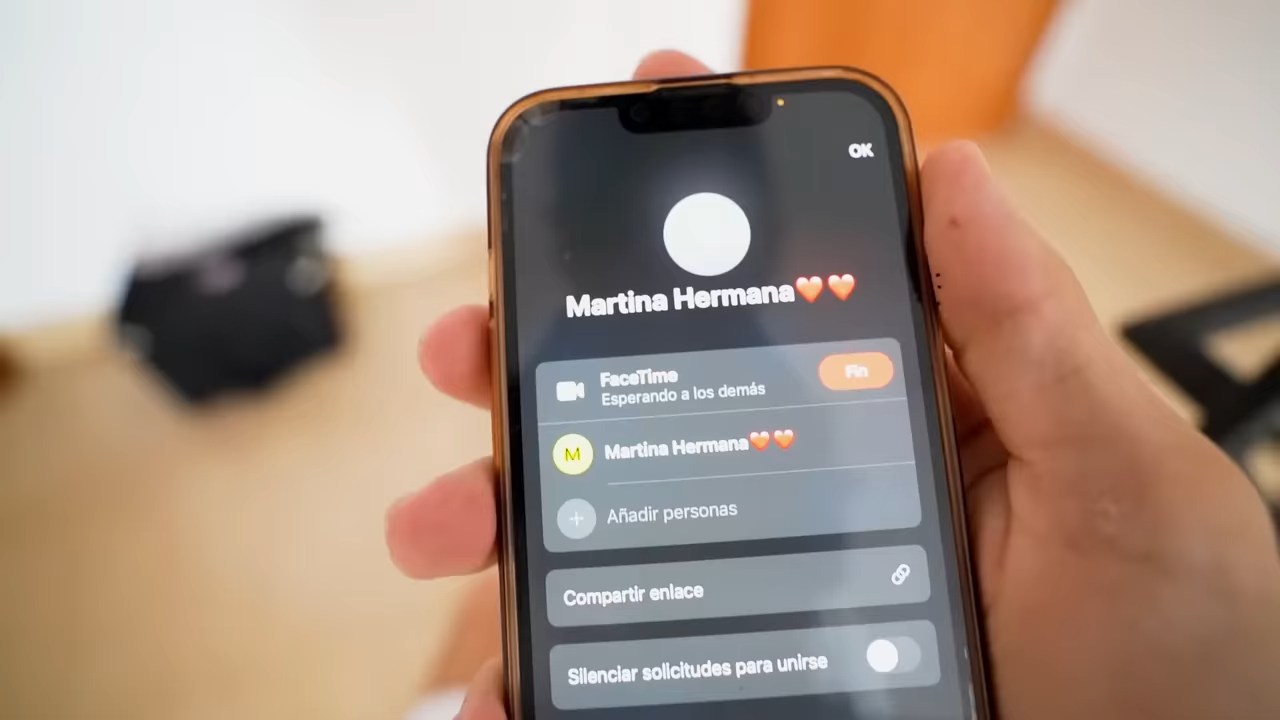 OK
Martina Hermana🧡🧡
FaceTime
Esperando a los demás
Fin
M
Martina Hermana🧡🧡
Añadir personas
Compartir enlace
Silenciar solicitudes para unirse